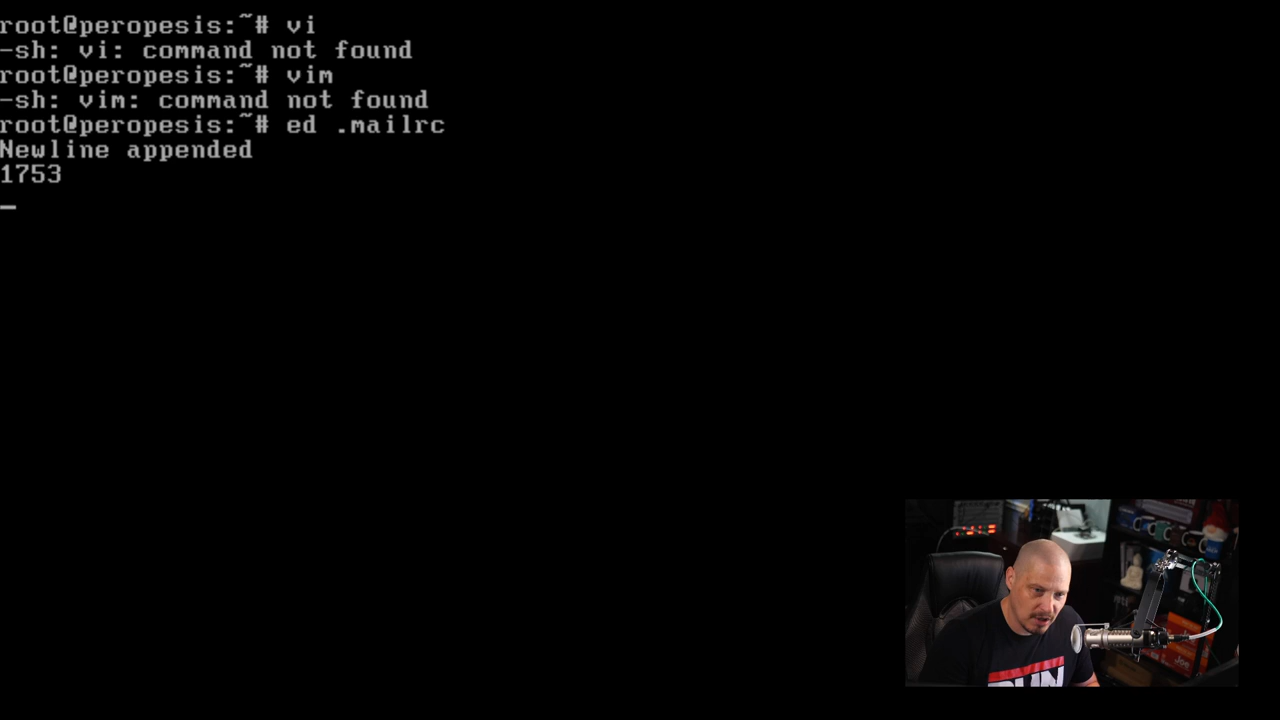 root@peropesis:~# vi
-sh: vi: command not found
root@peropesis:~# vim
-sh: vim: command not found
root@peropesis:~# ed .mailrc
Newline appended
1753